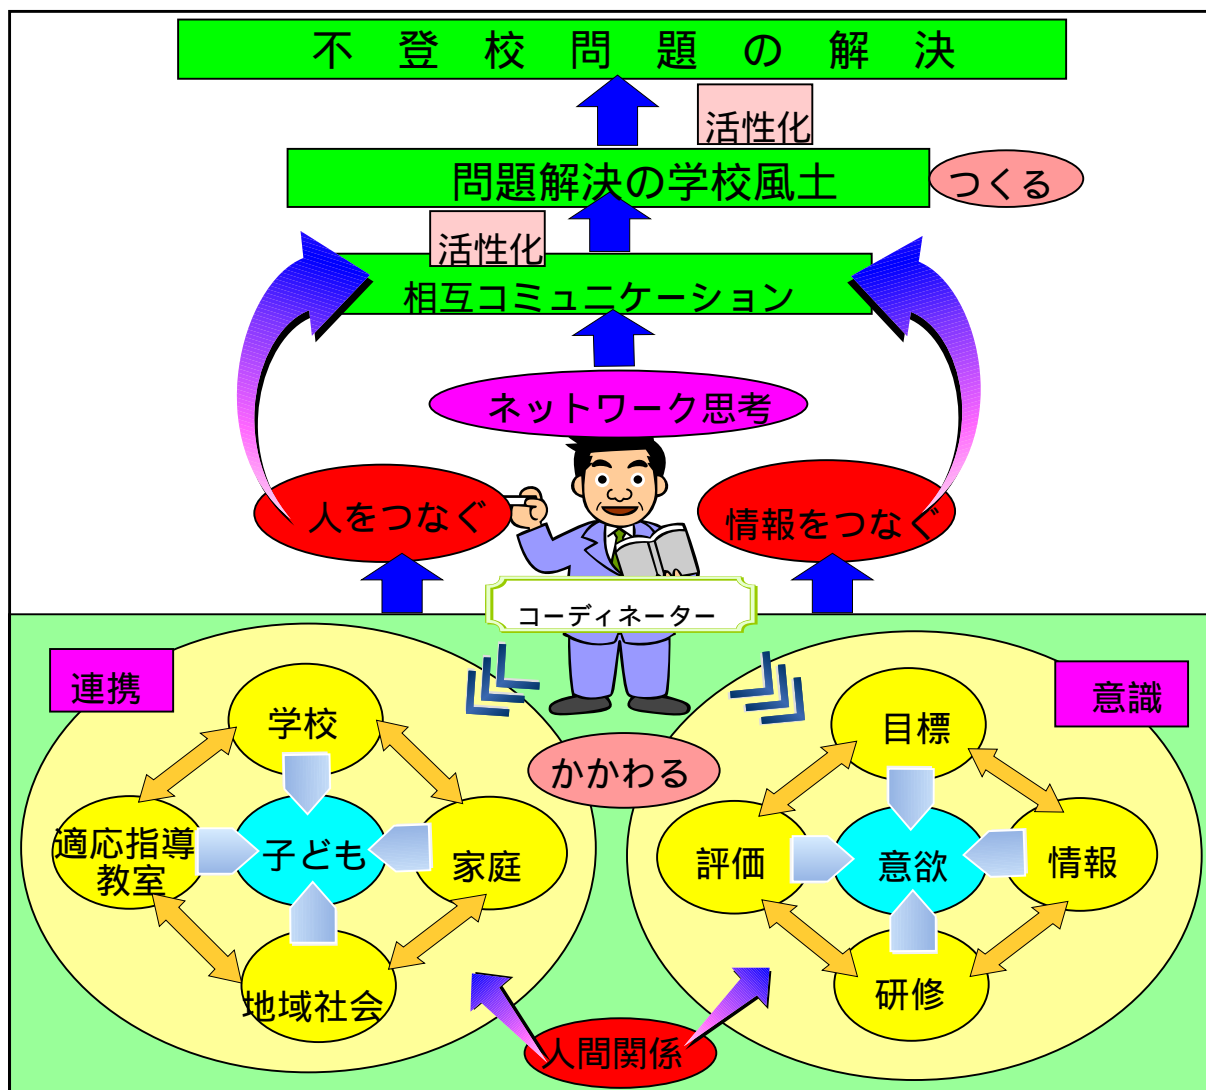 不登校問題の解決
活性化
問題解決の学校風土
つくる
活性化
相互コミュニケーション
ネットワーク思考
人をつなぐ
情報をつなぐ
コーディネーター
連携
意識
学校
目標
かかわる
適応指導
教室
子ども
家庭
評価
意欲
情報
地域社会
研修
人間関係